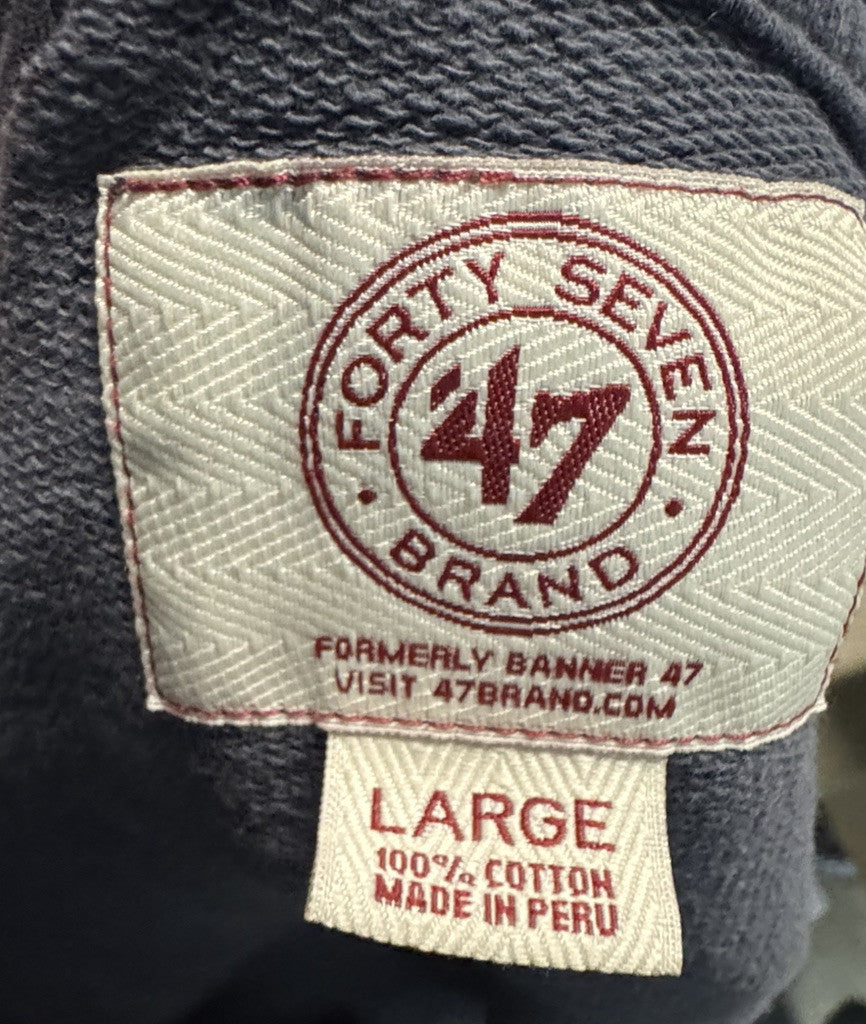 FORTY SEVEN
47
BRAND
FORMERLY BANNER 47
VISIT 47BRAND.COM
LARGE
100% COTTON
MADE IN PERU